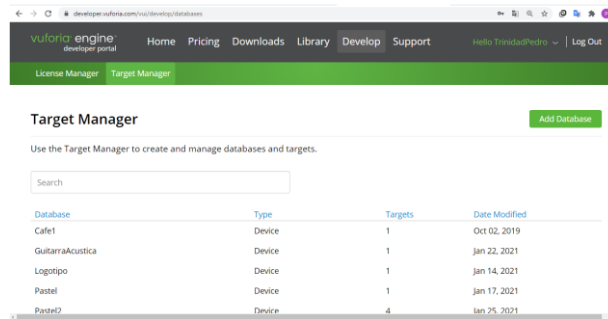 developer.vuforia.com/vui/develop/databases
vuforia engine Home Pricing Downloads Library Develop Support Hello TrinidadPedro | Log Out
developer portal
License Manager Target Manager
Target Manager Add Database
Use the Target Manager to create and manage databases and targets.
Search
Database Type Targets Date Modified
Cafe1 Device 1 Oct 02, 2019
GuitarraAcustica Device 1 Jan 22, 2021
Logotipo Device 1 Jan 14, 2021
Pastel Device 1 Jan 17, 2021
Pastel2 Device 4 Jan 25, 2021